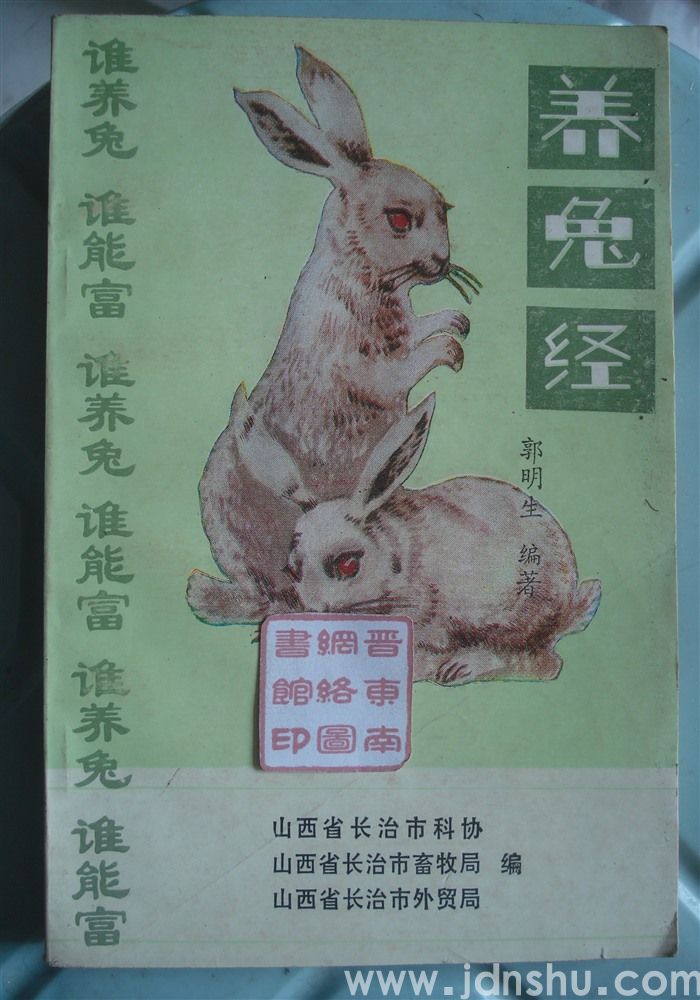 养兔经
郭明生 编著
谁养兔 谁能富 谁养兔 谁能富 谁养兔 谁能富
晋東南
網絡圖
書館印
山西省长治市科协
山西省长治市畜牧局 编
山西省长治市外贸局
www.jdnshu.com